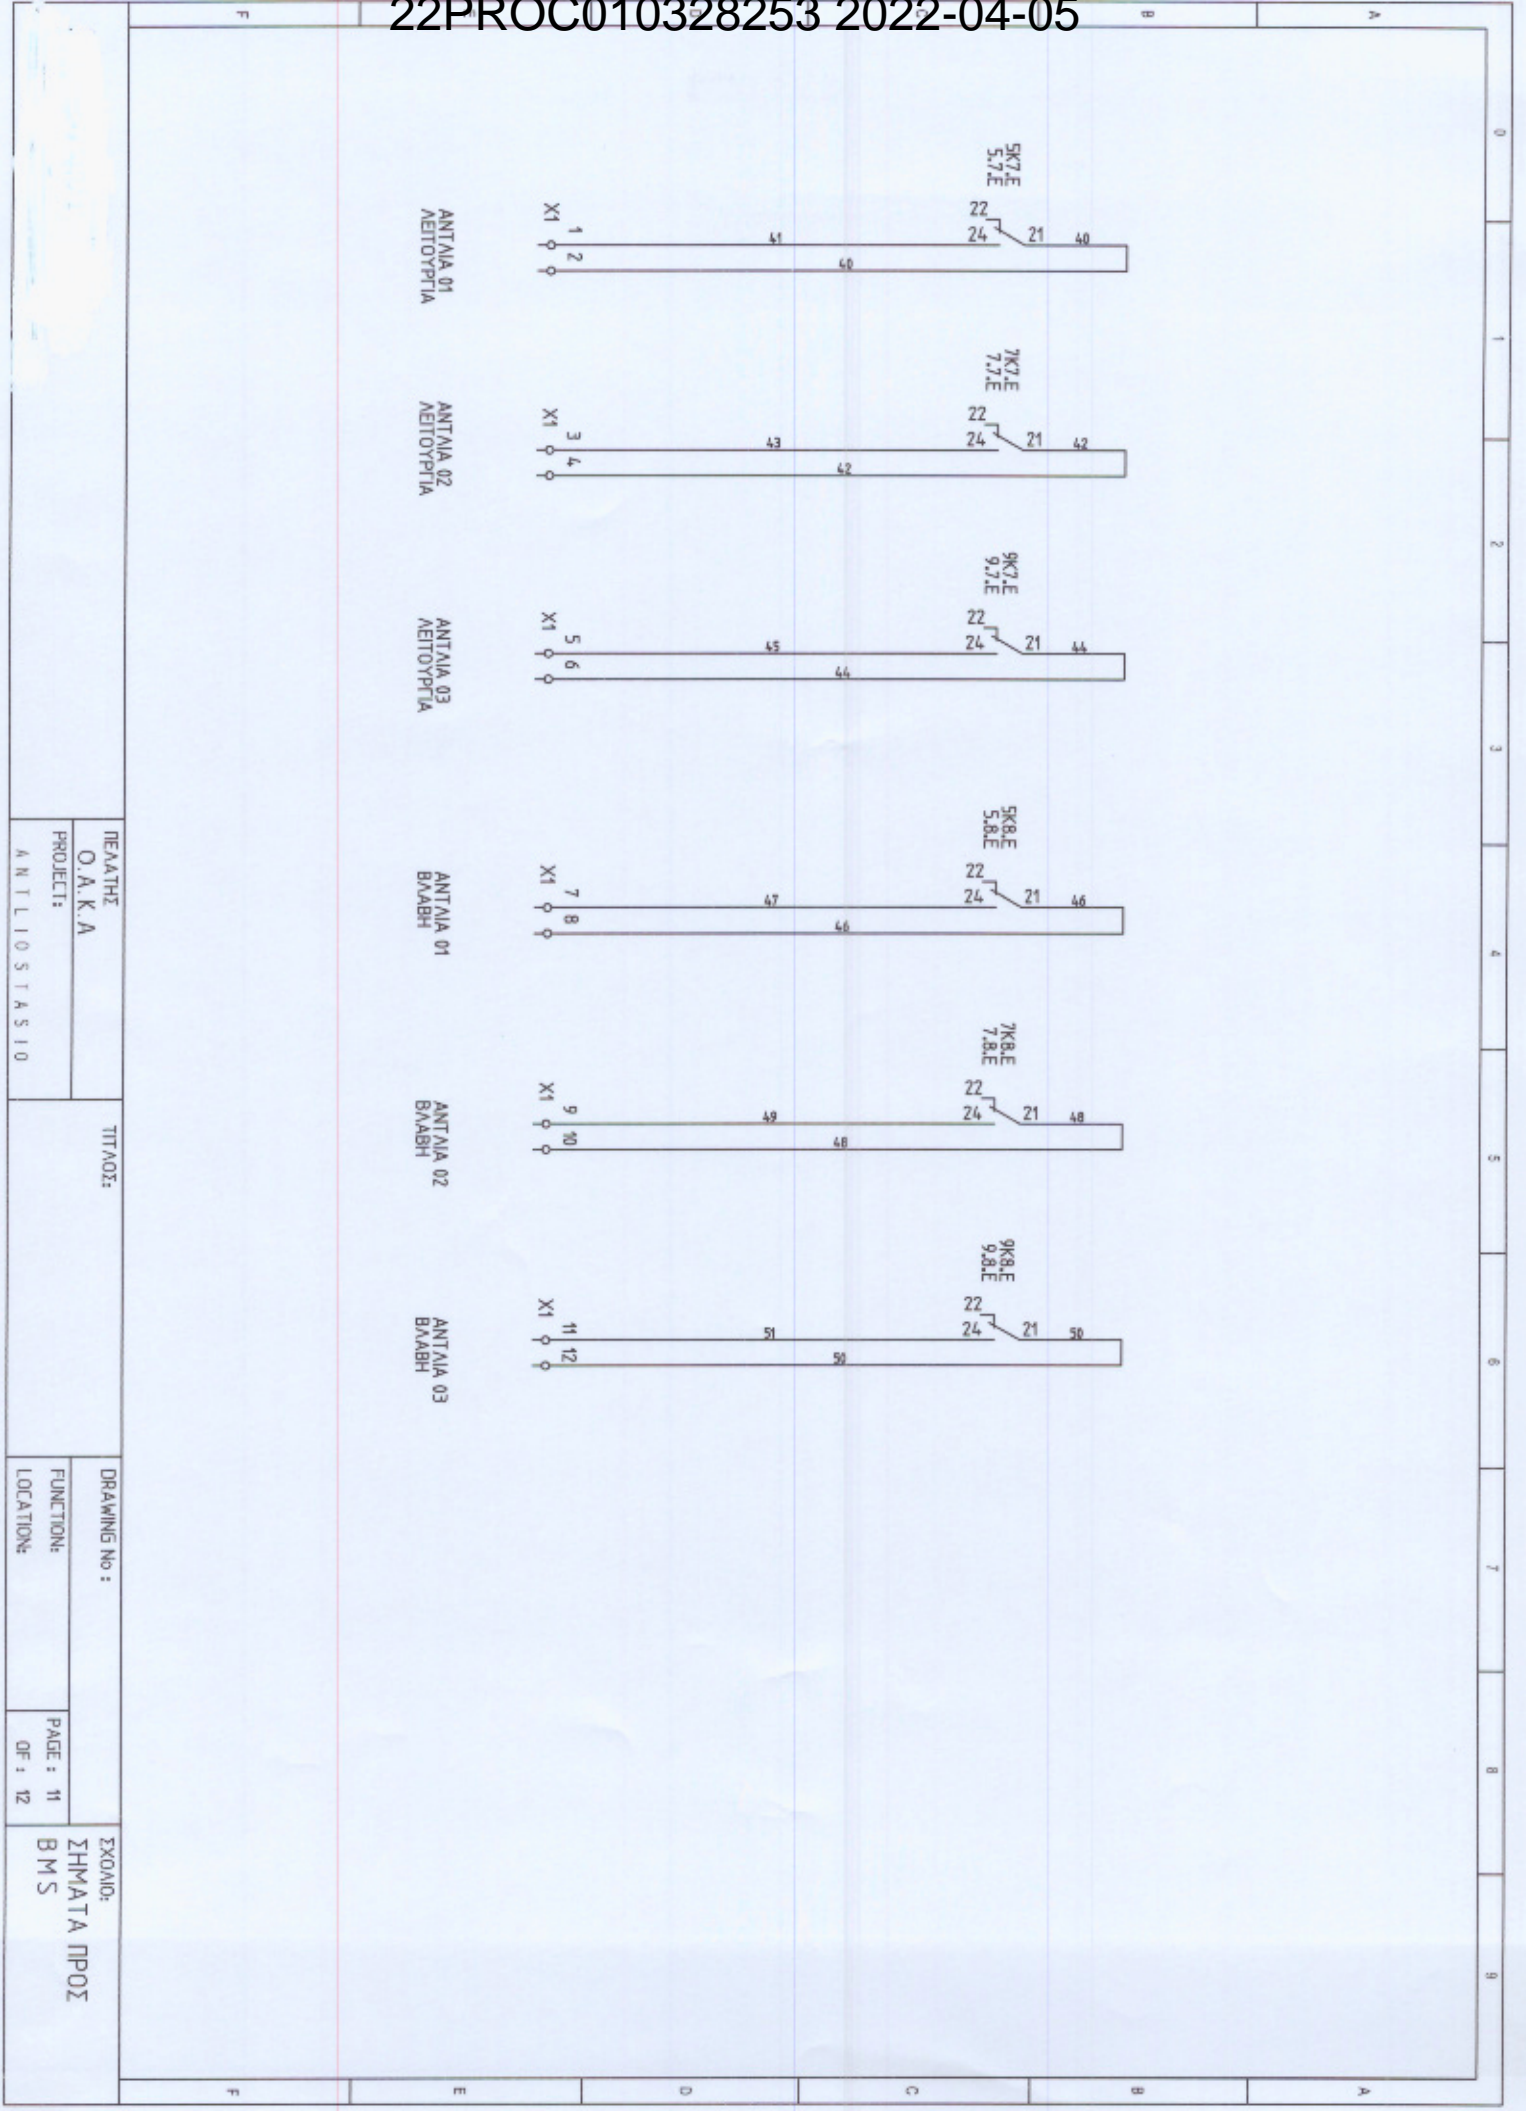 22PROC010328253 2022-04-05
0
1
2
3
4
5
6
7
8
9
A
B
C
D
E
F
A
B
C
D
E
F
5K7.E
5.7.E
22
24
21
40
41
40
X1
1
2
ΑΝΤΛΙΑ 01
ΛΕΙΤΟΥΡΓΙΑ
7K7.E
7.7.E
22
24
21
42
43
42
X1
3
4
ΑΝΤΛΙΑ 02
ΛΕΙΤΟΥΡΓΙΑ
9K7.E
9.7.E
22
24
21
44
45
44
X1
5
6
ΑΝΤΛΙΑ 03
ΛΕΙΤΟΥΡΓΙΑ
5K8.E
5.8.E
22
24
21
46
47
46
X1
7
8
ΑΝΤΛΙΑ 01
ΒΛΑΒΗ
7K8.E
7.8.E
22
24
21
48
49
48
X1
9
10
ΑΝΤΛΙΑ 02
ΒΛΑΒΗ
9K8.E
9.8.E
22
24
21
50
51
50
X1
11
12
ΑΝΤΛΙΑ 03
ΒΛΑΒΗ
ΠΕΛΑΤΗΣ
Ο.Α.Κ.Α
PROJECT:
ANTLIOSTASIO
ΤΙΤΛΟΣ:
DRAWING No :
FUNCTION:
LOCATION:
PAGE : 11
OF : 12
ΣΧΟΛΙΟ:
ΣΗΜΑΤΑ ΠΡΟΣ
BMS